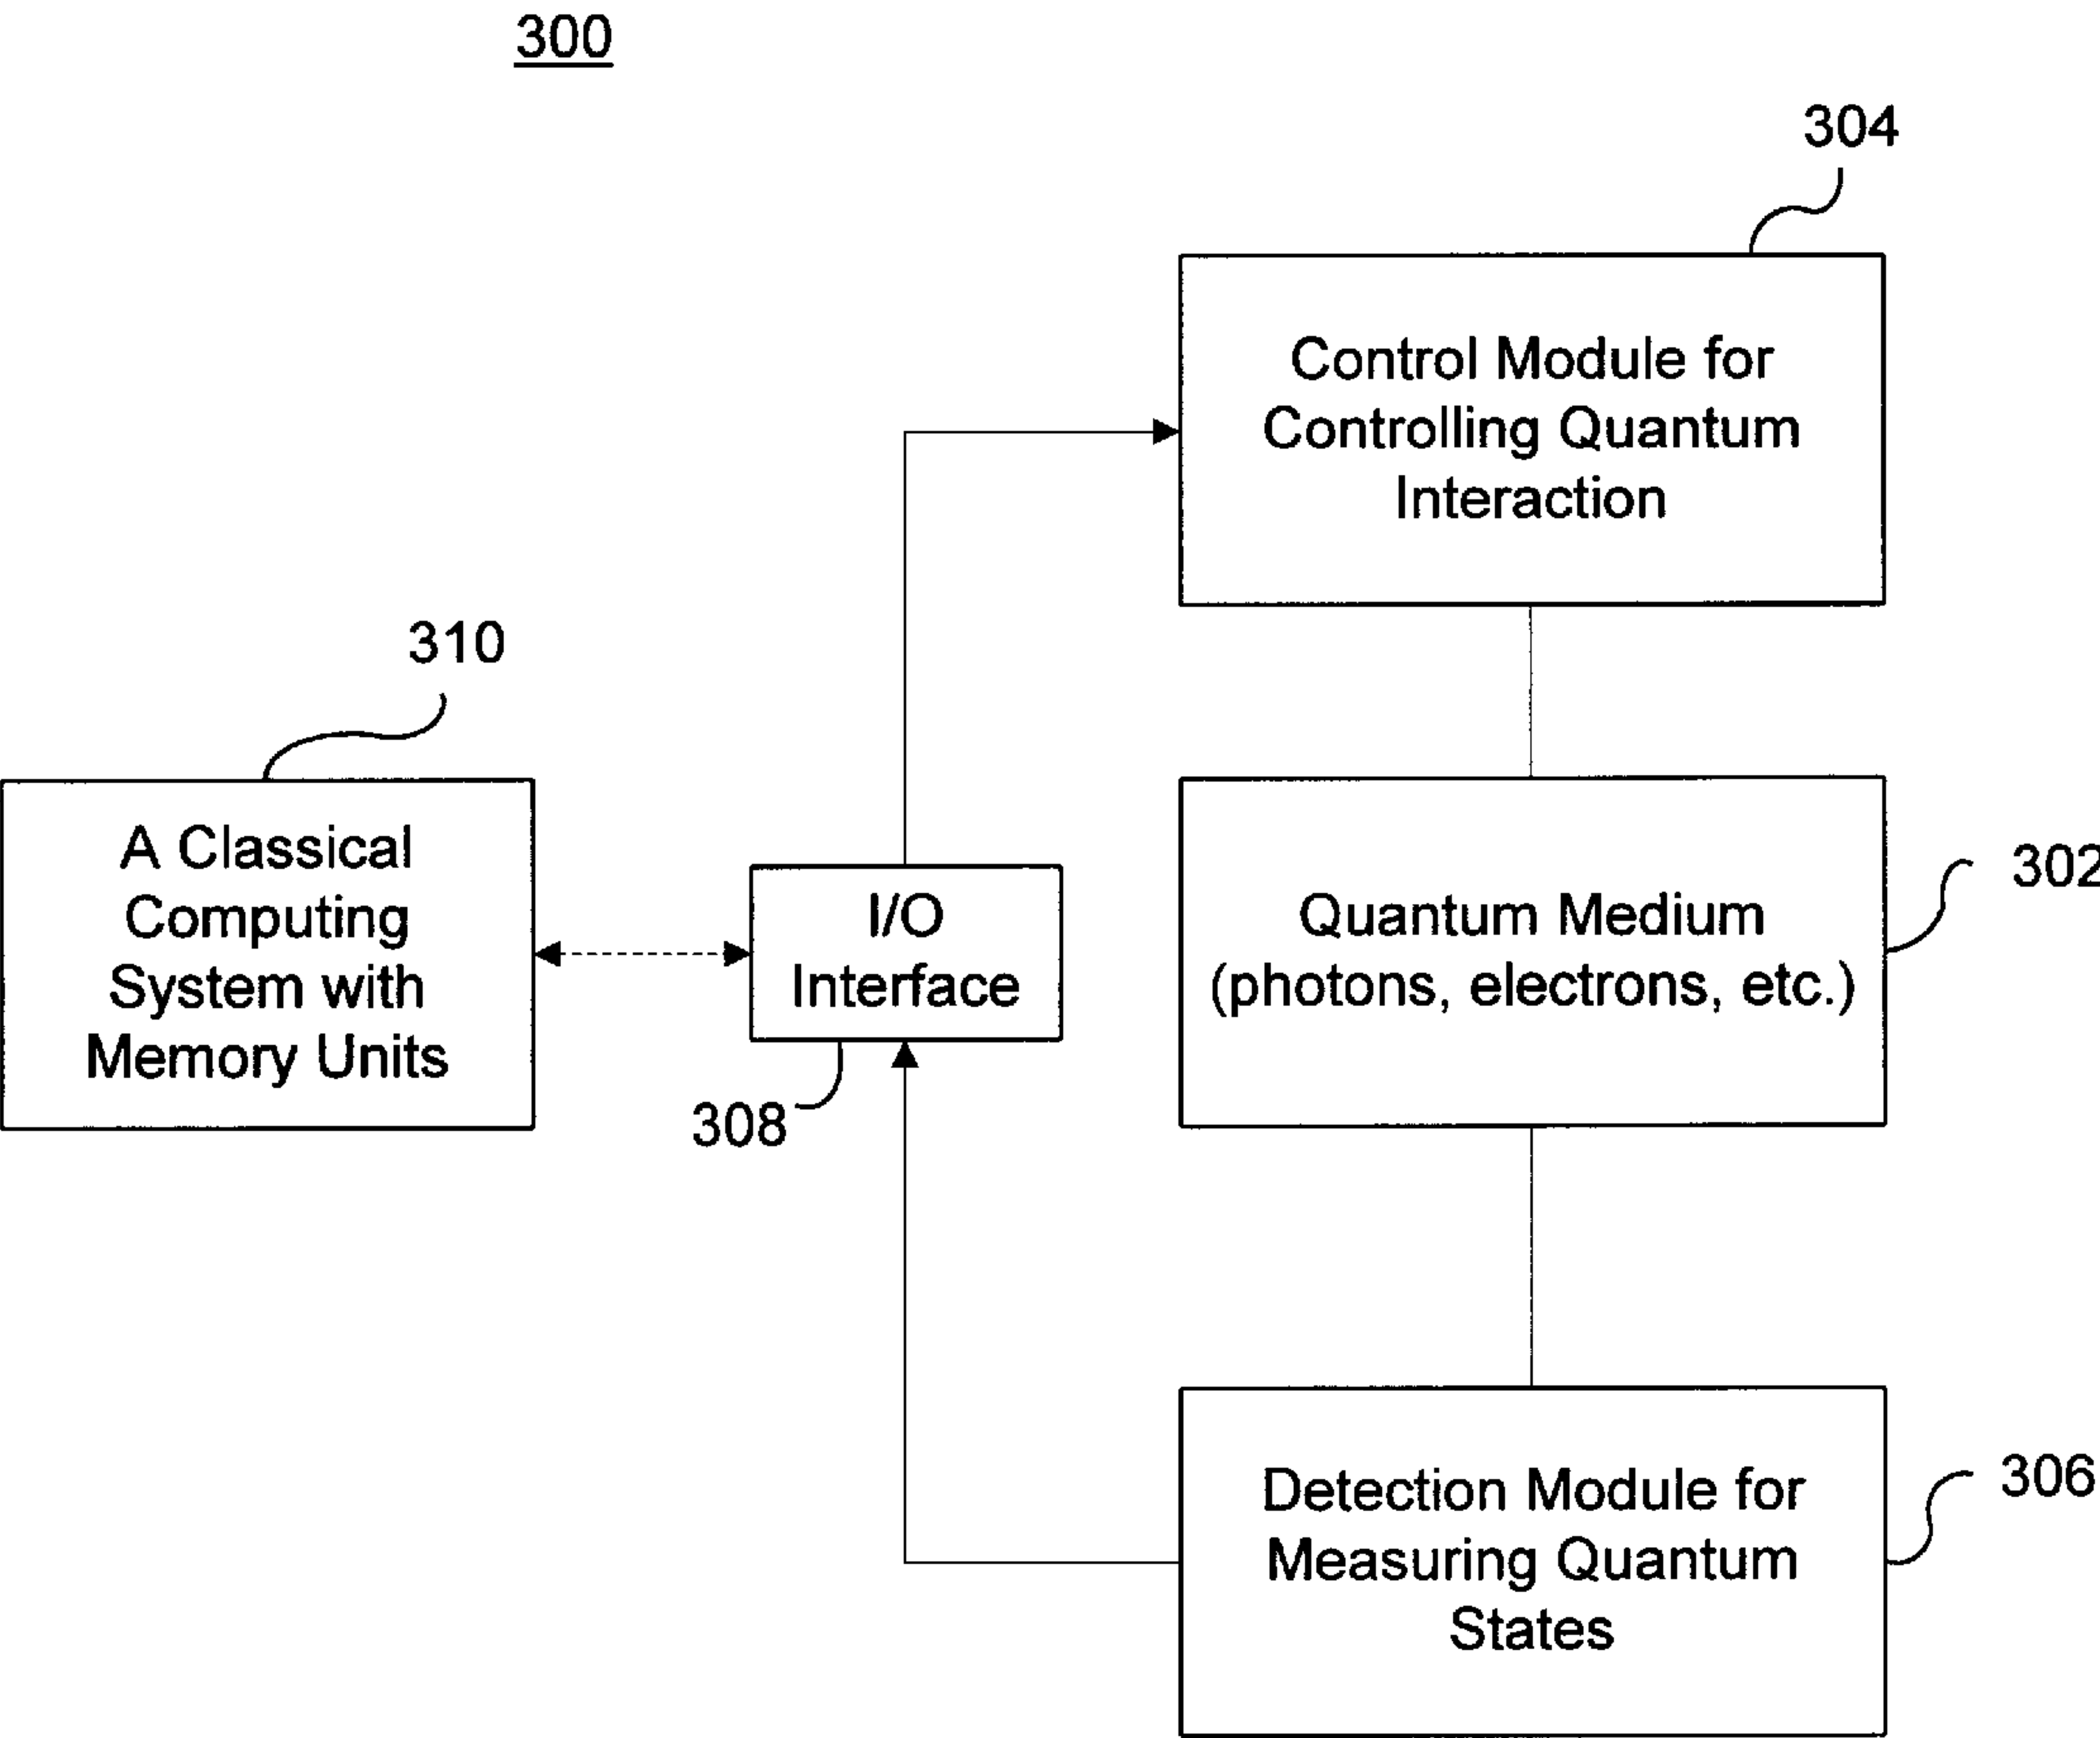 300
304
Control Module for
Controlling Quantum
Interaction
310
A Classical
Computing
System with
Memory Units
I/O
Interface
308
Quantum Medium
(photons, electrons, etc.)
302
Detection Module for
Measuring Quantum
States
306